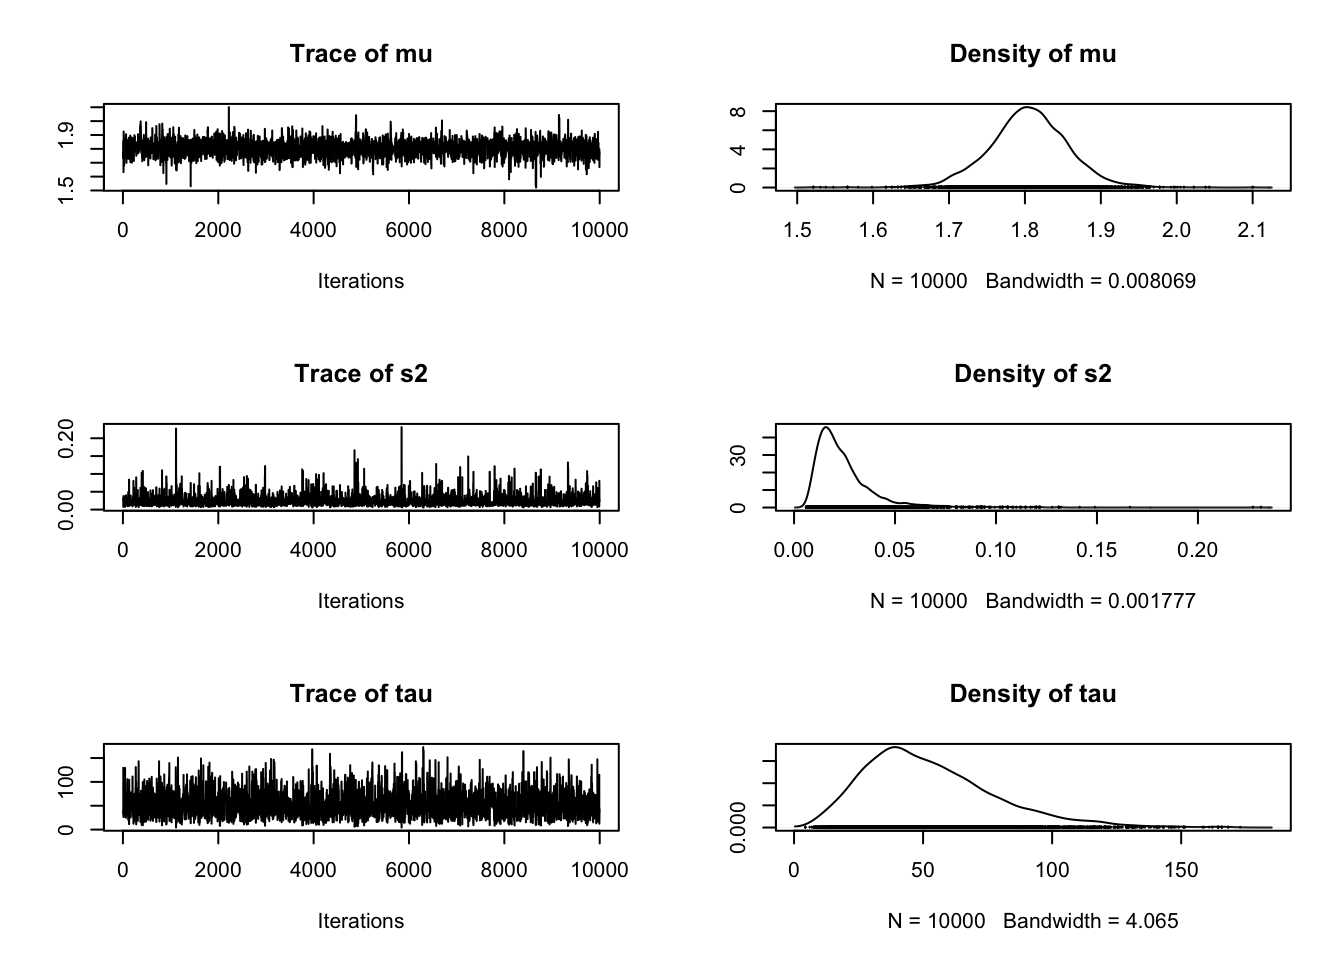 Trace of mu
1.9
1.5
0 2000 4000 6000 8000 10000
Iterations
Density of mu
8
4
0
1.5 1.6 1.7 1.8 1.9 2.0 2.1
N = 10000 Bandwidth = 0.008069
Trace of s2
0.20
0.00
0 2000 4000 6000 8000 10000
Iterations
Density of s2
30
0
0.00 0.05 0.10 0.15 0.20
N = 10000 Bandwidth = 0.001777
Trace of tau
100
0
0 2000 4000 6000 8000 10000
Iterations
Density of tau
0.000
0 50 100 150
N = 10000 Bandwidth = 4.065